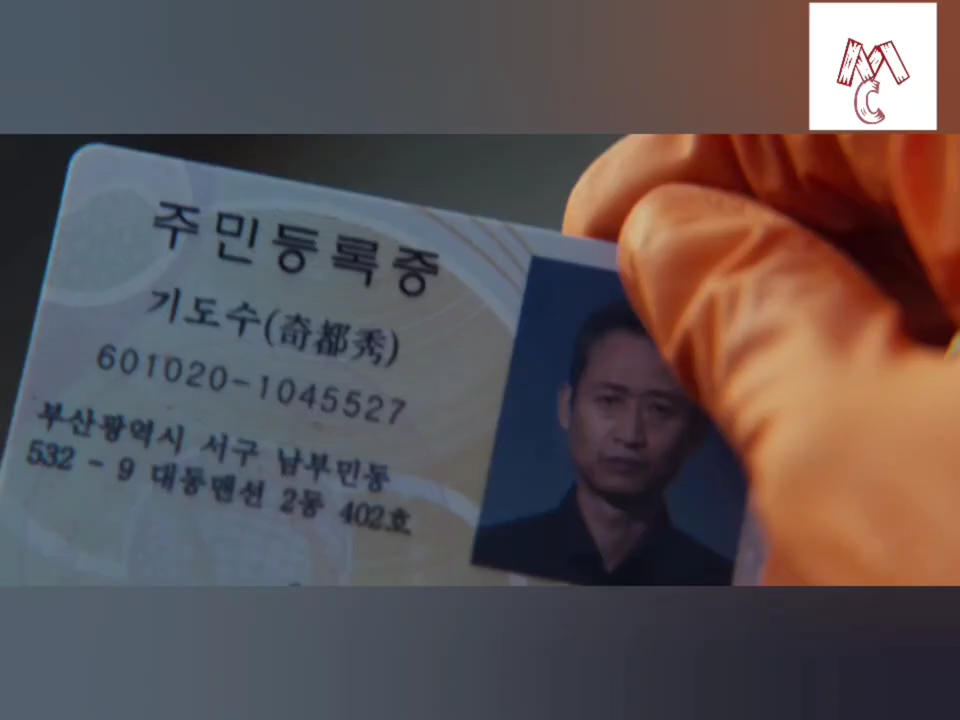 MC
주민등록증
기도수(奇都秀)
601020-1045527
부산광역시 서구 남부민동
532 - 9 대동맨션 2동 402호